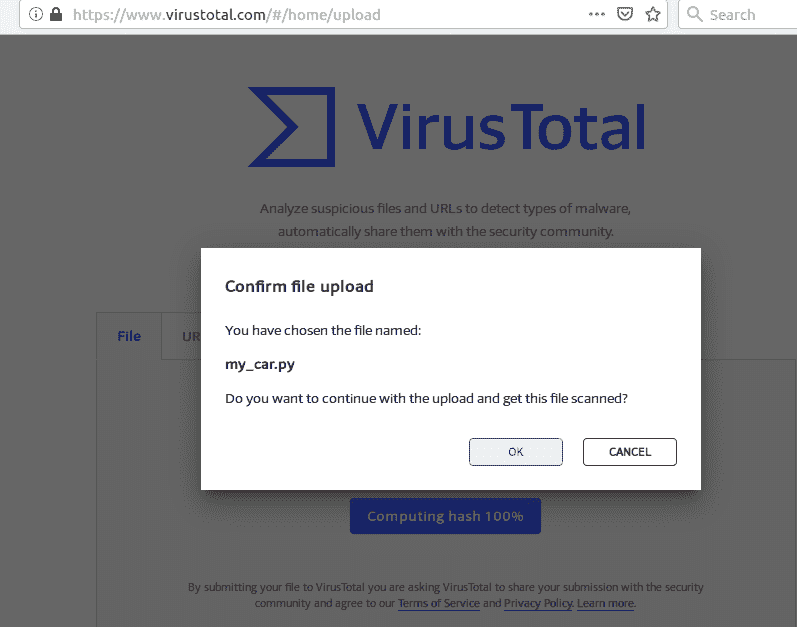 https://www.virustotal.com/#/home/upload
Search
VirusTotal
Analyze suspicious files and URLs to detect types of malware,
automatically share them with the security community.
Confirm file upload
You have chosen the file named:
File
UR
my_car.py
Do you want to continue with the upload and get this file scanned?
OK
CANCEL
Computing hash 100%
By submitting your file to VirusTotal you are asking VirusTotal to share your submission with the security
community and agree to our Terms of Service and Privacy Policy. Learn more.